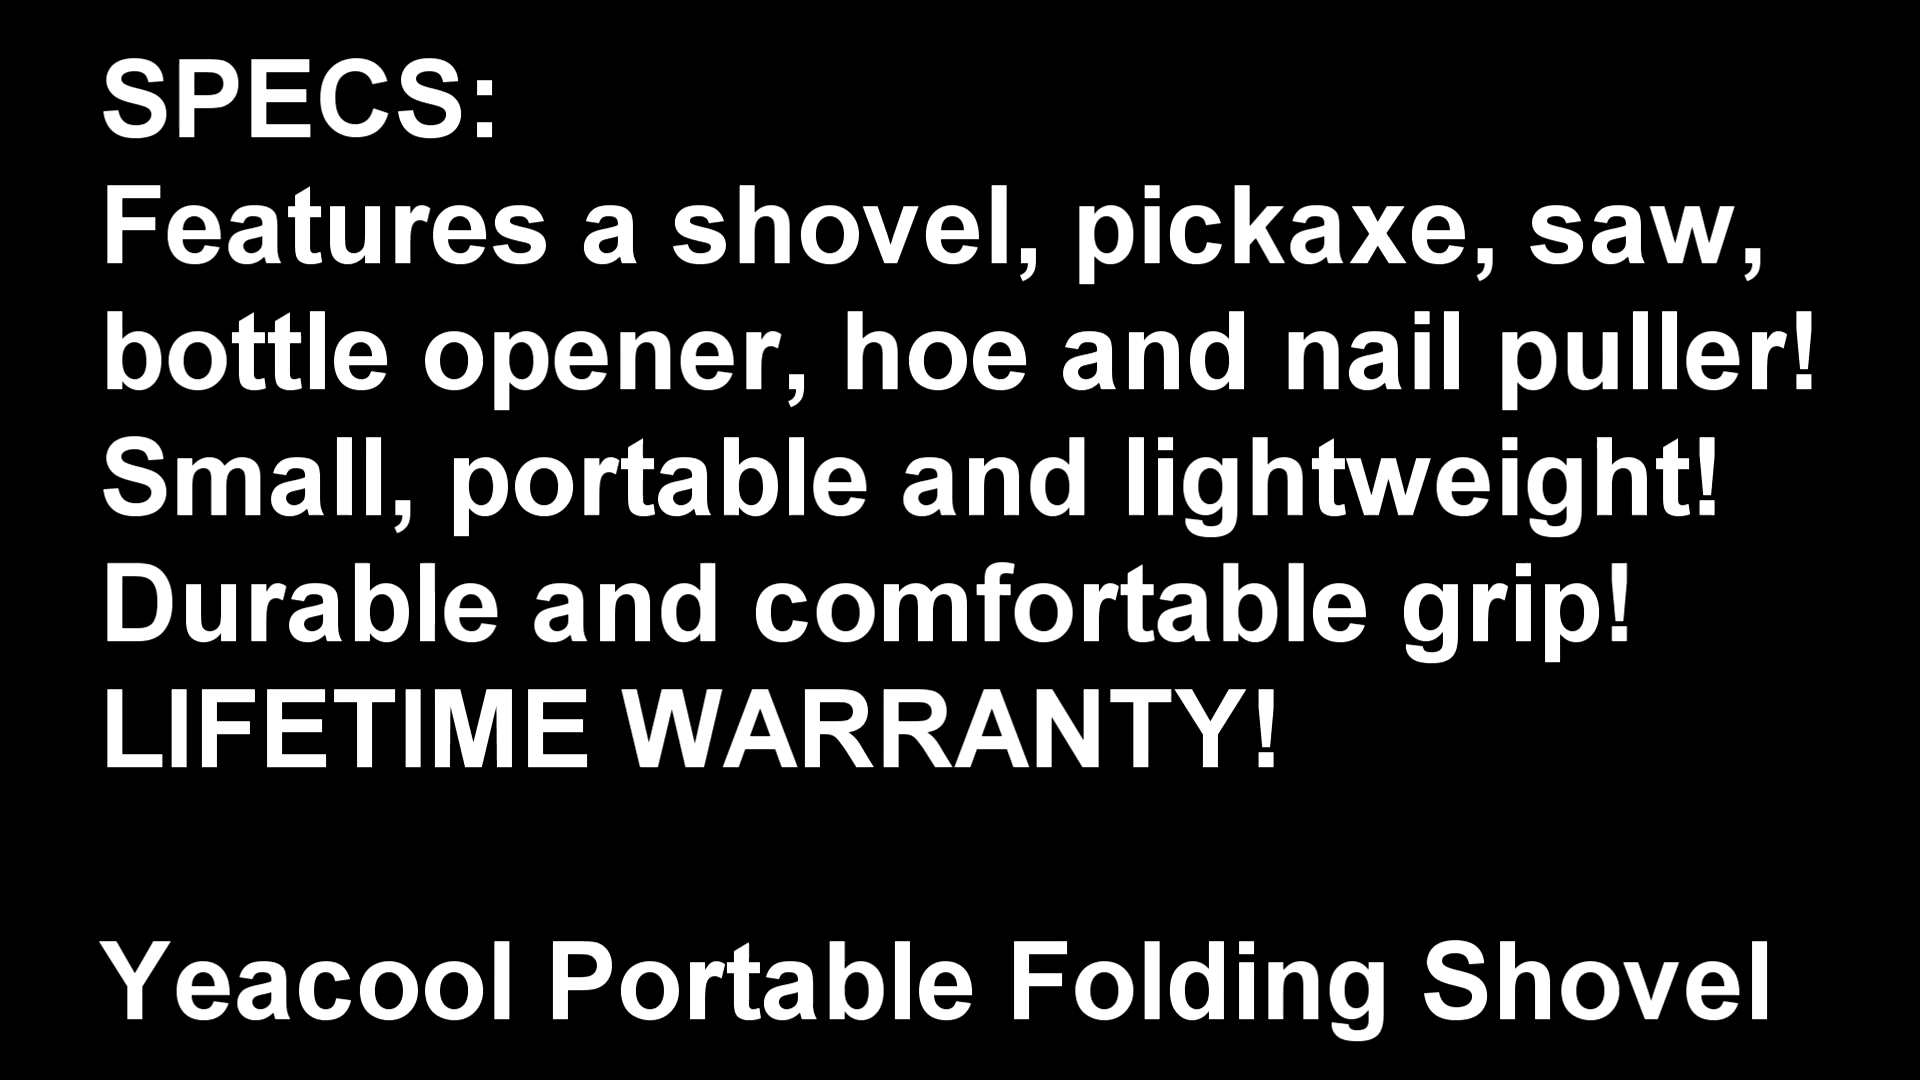 SPECS:
Features a shovel, pickaxe, saw,
bottle opener, hoe and nail puller!
Small, portable and lightweight!
Durable and comfortable grip!
LIFETIME WARRANTY!
Yeacool Portable Folding Shovel